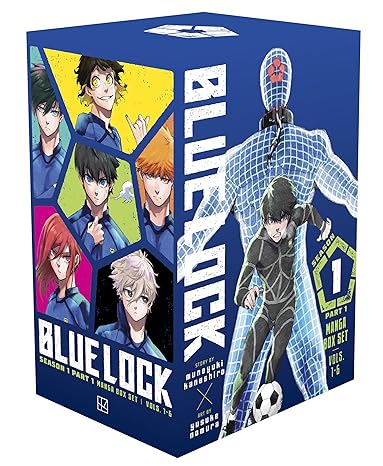 BLUE LOCK
SEASON 1 PART 1 MANGA BOX SET | VOLS. 1-6
BLUE LOCK
STORY BY
muneyuki
kaneshiro
×
ART BY
yusuke
nomura
SEASON
1
PART 1
MANGA
BOX SET
VOLS.
1-6